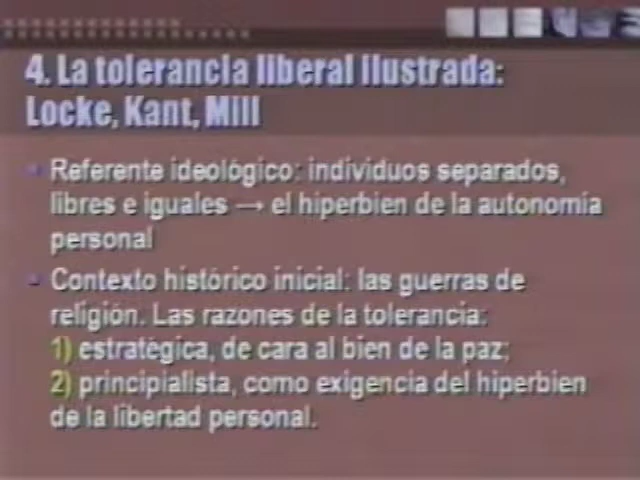 4. La tolerancia liberal ilustrada:
Locke, Kant, Mill
Referente ideológico: individuos separados,
libres e iguales → el hiperbien de la autonomía
personal
Contexto histórico inicial: las guerras de
religión. Las razones de la tolerancia:
1) estratégica, de cara al bien de la paz;
2) principialista, como exigencia del hiperbien
de la libertad personal.